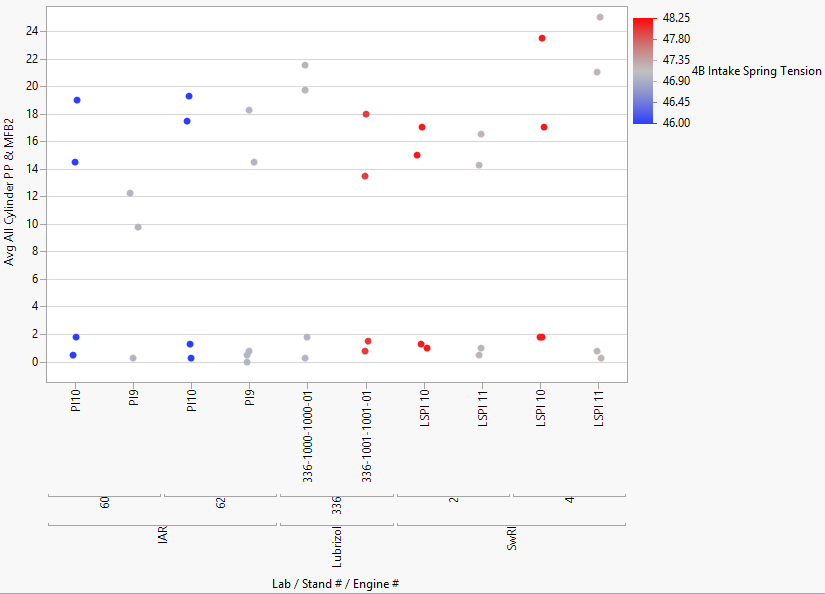 24
22
20
18
16
14
12
10
8
6
4
2
0
Avg All Cylinder PP & MFB2
48.25
47.80
47.35
46.90
46.45
46.00
4B Intake Spring Tension
PI10
PI9
PI10
PI9
336-1000-1000-01
336-1001-1001-01
LSPI 10
LSPI 11
LSPI 10
LSPI 11
60
62
336
2
4
IAR
Lubrizol
SwRI
Lab / Stand # / Engine #